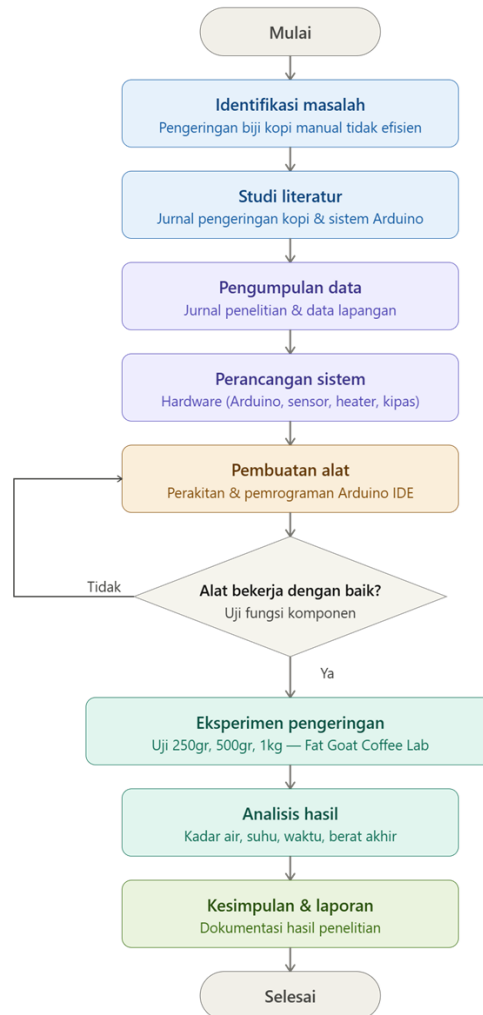 Mulai
Identifikasi masalah
Pengeringan biji kopi manual tidak efisien
Studi literatur
Jurnal pengeringan kopi & sistem Arduino
Pengumpulan data
Jurnal penelitian & data lapangan
Perancangan sistem
Hardware (Arduino, sensor, heater, kipas)
Pembuatan alat
Perakitan & pemrograman Arduino IDE
Tidak
Alat bekerja dengan baik?
Uji fungsi komponen
Ya
Eksperimen pengeringan
Uji 250gr, 500gr, 1kg — Fat Goat Coffee Lab
Analisis hasil
Kadar air, suhu, waktu, berat akhir
Kesimpulan & laporan
Dokumentasi hasil penelitian
Selesai